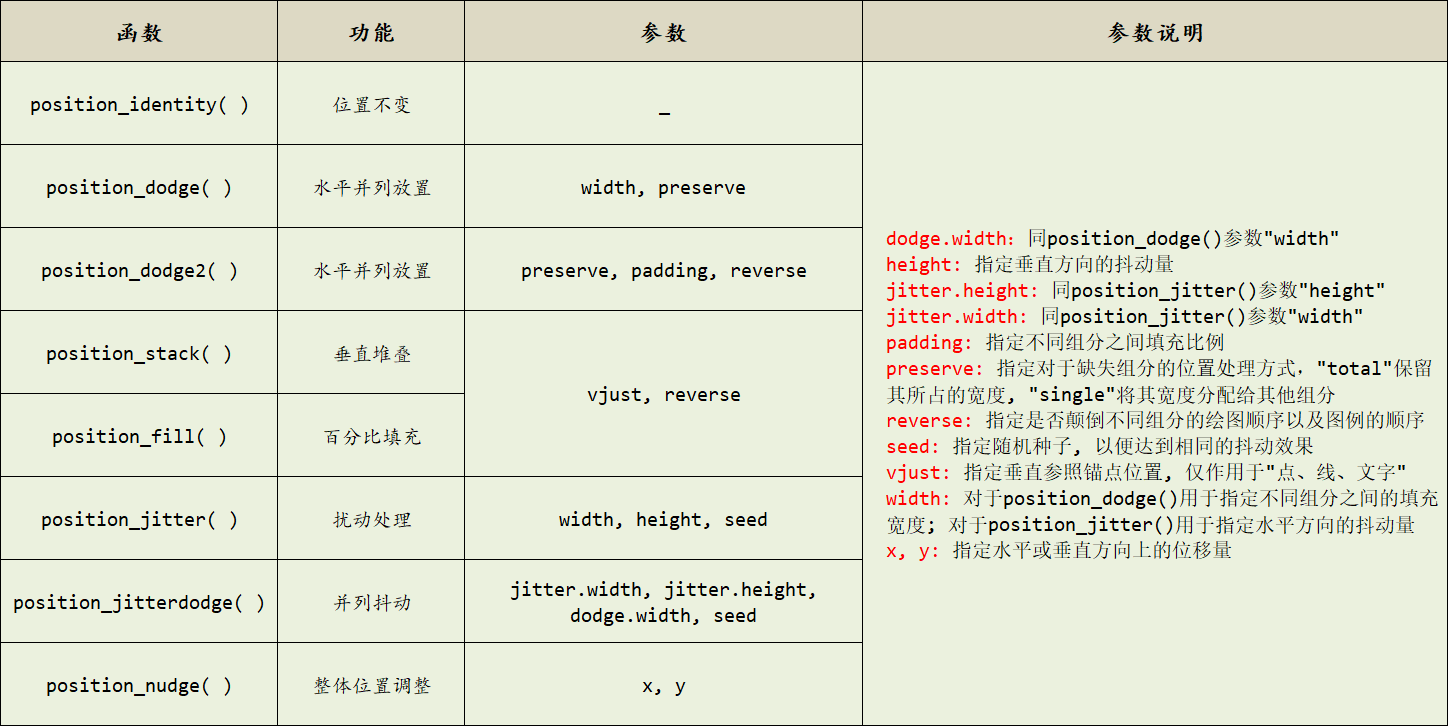 函数 功能 参数 参数说明
position_identity( ) 位置不变 _
position_dodge( ) 水平并列放置 width, preserve
position_dodge2( ) 水平并列放置 preserve, padding, reverse
position_stack( ) 垂直堆叠
vjust, reverse
position_fill( ) 百分比填充
position_jitter( ) 扰动处理 width, height, seed
position_jitterdodge( ) 并列抖动 jitter.width, jitter.height,
dodge.width, seed
position_nudge( ) 整体位置调整 x, y
dodge.width: 同position_dodge()参数"width"
height: 指定垂直方向的抖动量
jitter.height: 同position_jitter()参数"height"
jitter.width: 同position_jitter()参数"width"
padding: 指定不同组分之间填充比例
preserve: 指定对于缺失组分的位置处理方式，"total"保留
其所占的宽度, "single"将其宽度分配给其他组分
reverse: 指定是否颠倒不同组分的绘图顺序以及图例的顺序
seed: 指定随机种子, 以便达到相同的抖动效果
vjust: 指定垂直参照锚点位置, 仅作用于"点、线、文字"
width: 对于position_dodge()用于指定不同组分之间的填充
宽度; 对于position_jitter()用于指定水平方向的抖动量
x, y: 指定水平或垂直方向上的位移量